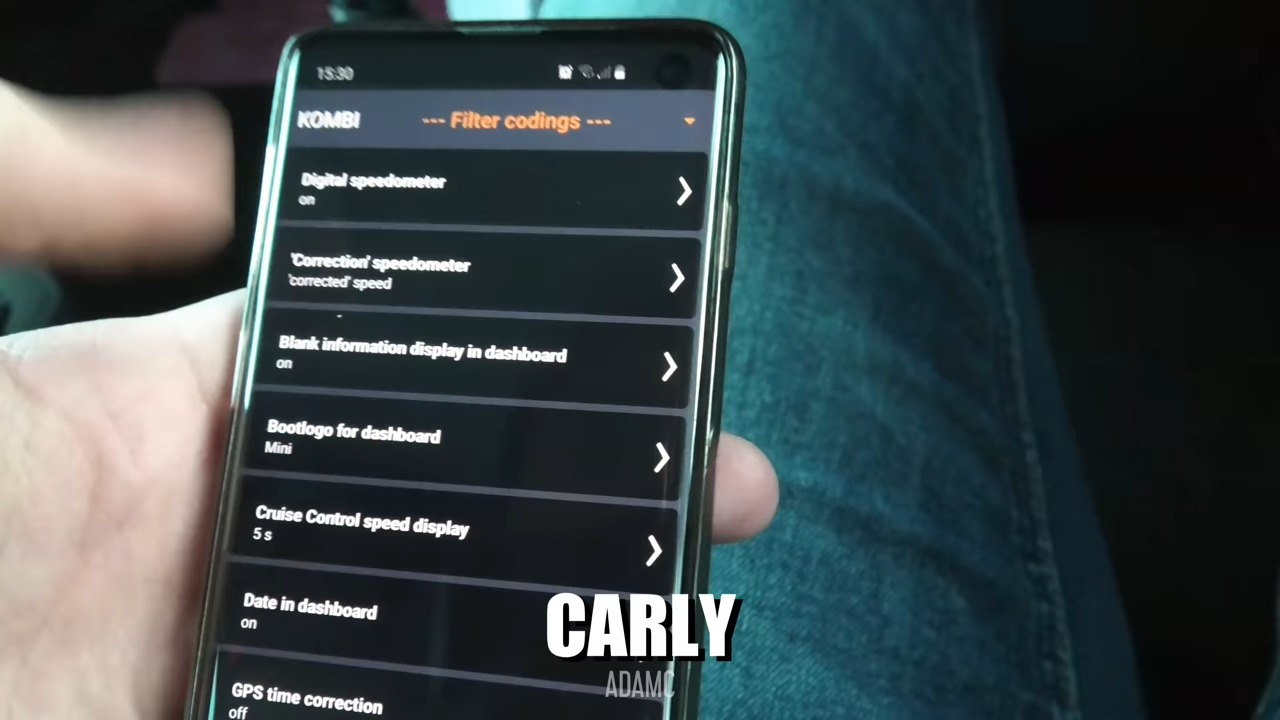 15:30
KOMBI --- Filter codings ---
Digital speedometer
on
'Correction' speedometer
'corrected' speed
Blank information display in dashboard
on
Bootlogo for dashboard
Mini
Cruise Control speed display
5 s
Date in dashboard
on
GPS time correction
off
CARLY
ADAMC